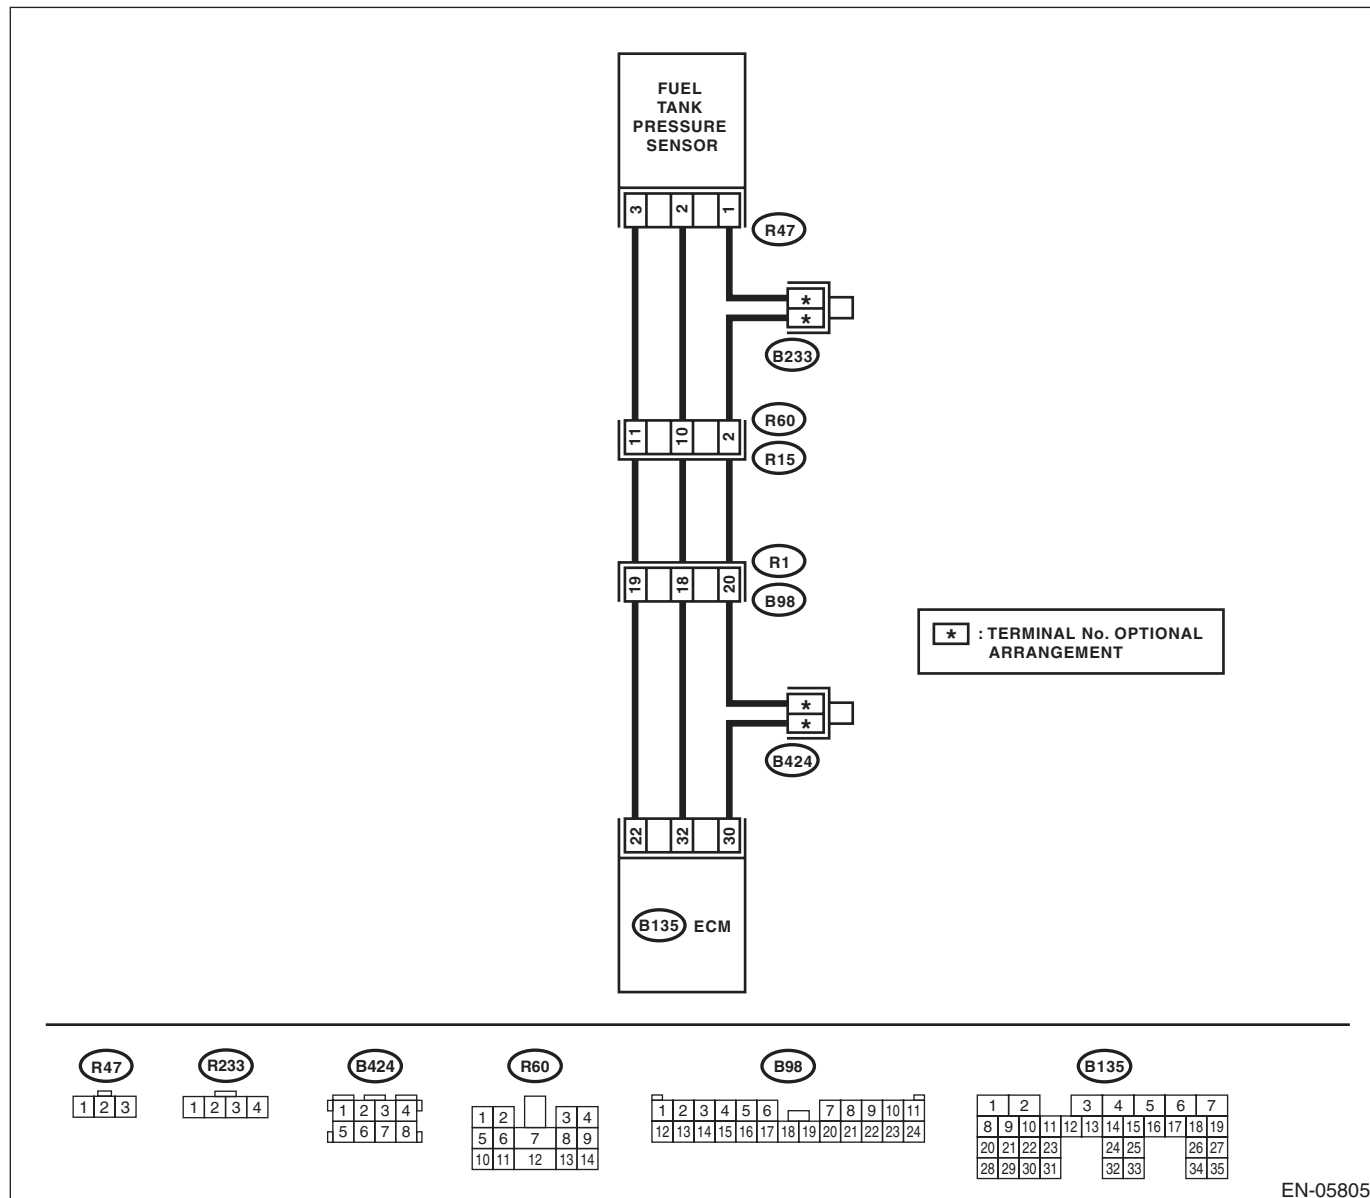 FUEL
TANK
PRESSURE
SENSOR
3 2 1
R47
*
*
B233
11 10 2
R60
R15
R1
19 18 20
B98
* : TERMINAL No. OPTIONAL
ARRANGEMENT
*
*
B424
22 32 30
B135 ECM
R47 R233 B424 R60 B98 B135
1 2 3
1 2 3 4
1 2 3 4
5 6 7 8
1 2 3 4
5 6 7 8 9
10 11 12 13 14
1 2 3 4 5 6 7 8 9 10 11
12 13 14 15 16 17 18 19 20 21 22 23 24
1 2 3 4 5 6 7
8 9 10 11 12 13 14 15 16 17 18 19
20 21 22 23 24 25 26 27
28 29 30 31 32 33 34 35
EN-05805